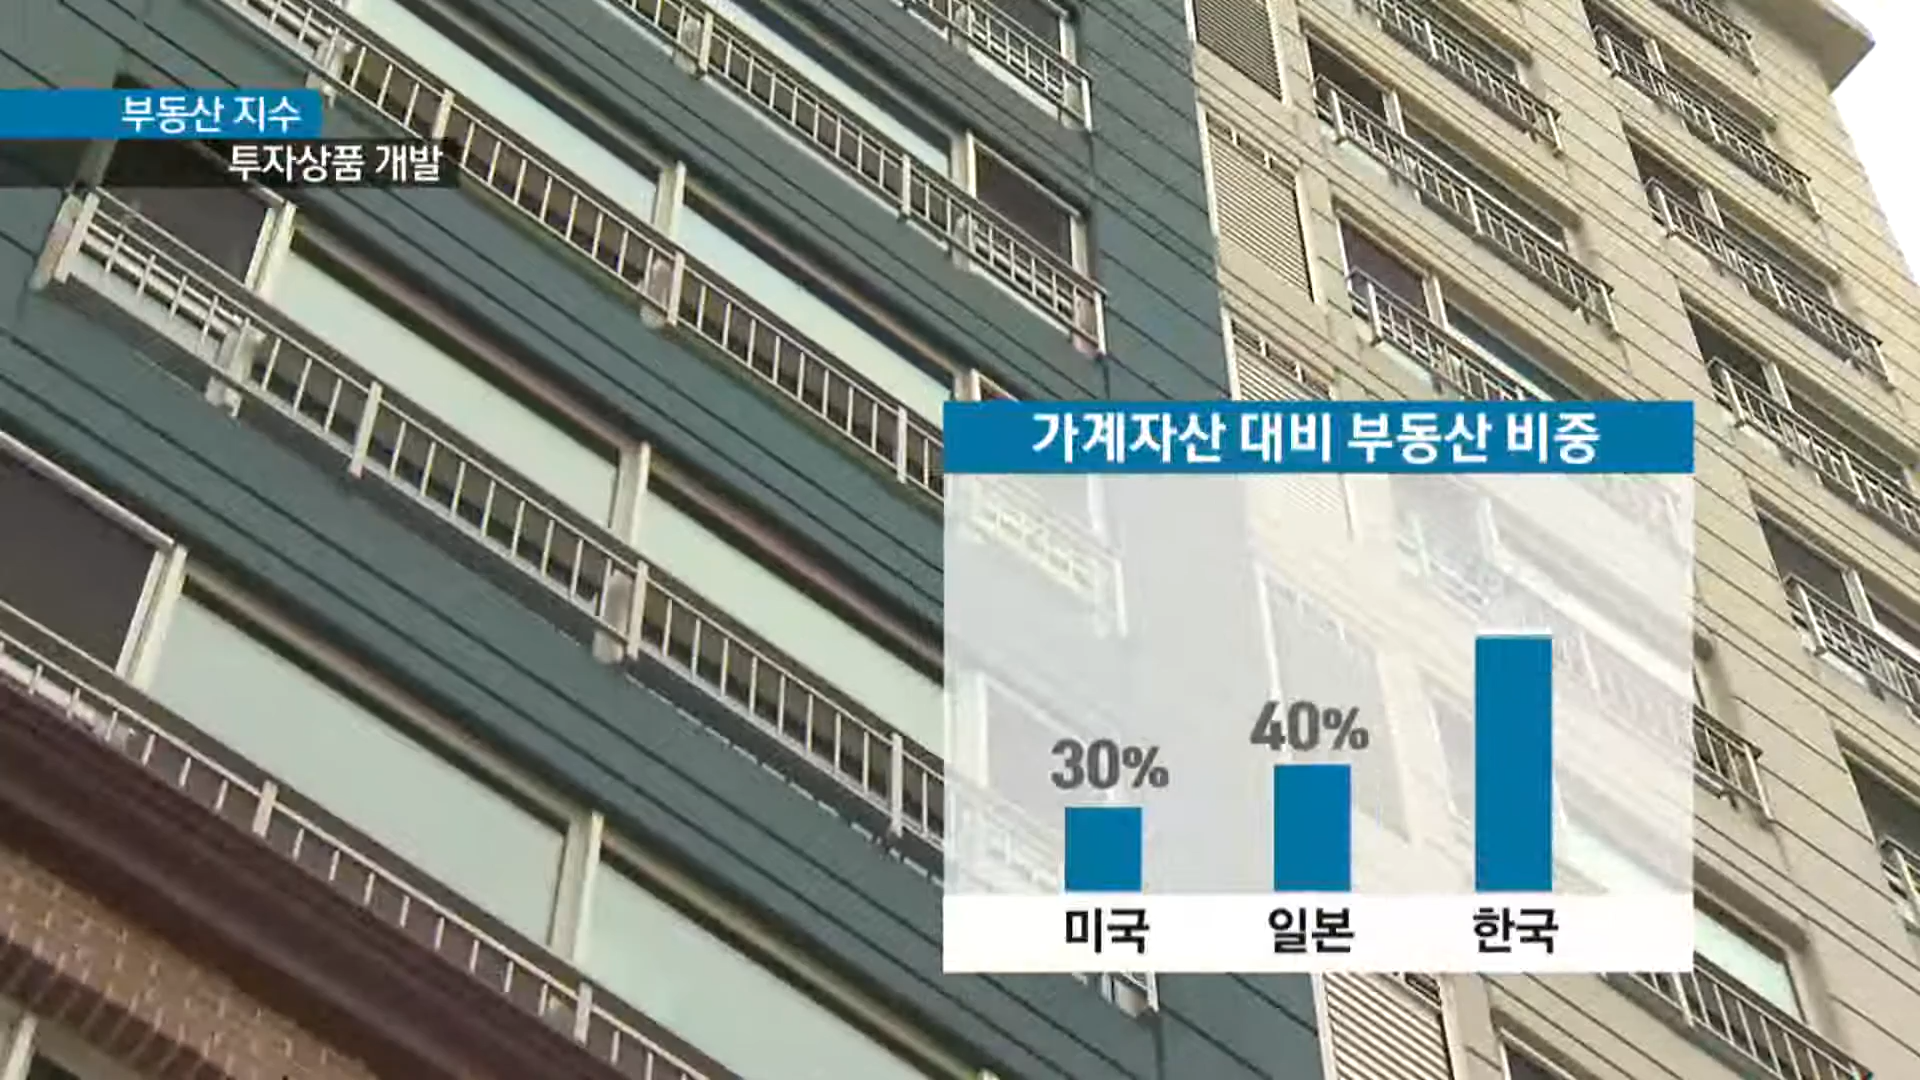 부동산 지수
투자상품 개발
가계자산 대비 부동산 비중
30%
40%
미국
일본
한국